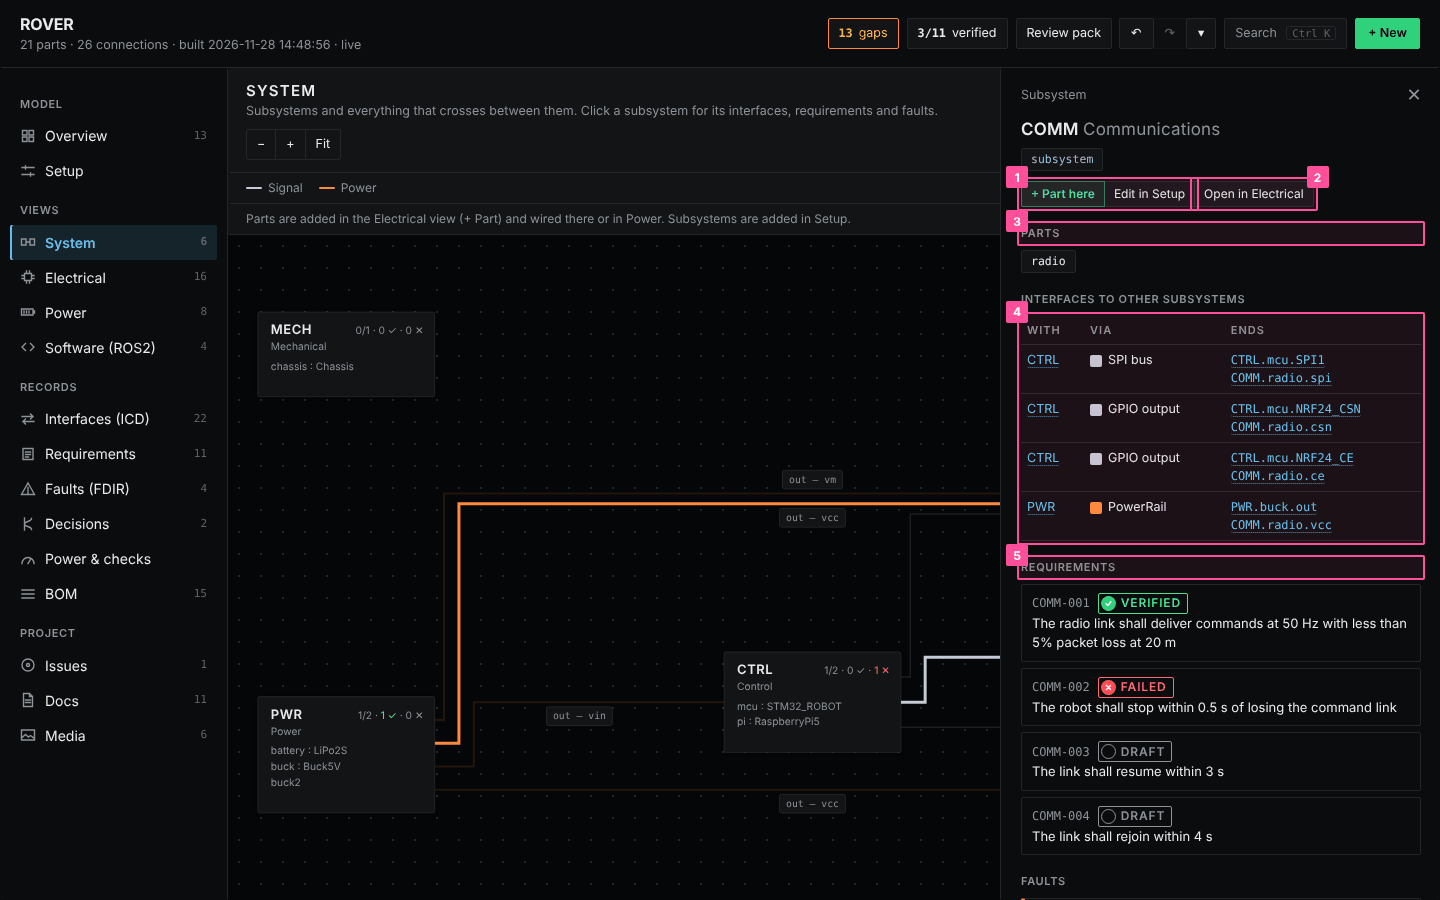 ROVER
21 parts · 26 connections · built 2026-11-28 14:48:56 · live
13 gaps
3/11 verified
Review pack
↶
↷
▾
Search Ctrl K
+ New
MODEL
Overview 13
Setup
VIEWS
System 6
Electrical 16
Power 8
Software (ROS2) 4
RECORDS
Interfaces (ICD) 22
Requirements 11
Faults (FDIR) 4
Decisions 2
Power & checks
BOM 15
PROJECT
Issues 1
Docs 11
Media 6
SYSTEM
Subsystems and everything that crosses between them. Click a subsystem for its interfaces, requirements and faults.
− + Fit
Signal Power
Parts are added in the Electrical view (+ Part) and wired there or in Power. Subsystems are added in Setup.
MECH 0/1 · 0 ✓ · 0 ✕
Mechanical
chassis : Chassis
out — vm
out — vcc
CTRL 1/2 · 0 ✓ · 1 ✕
Control
mcu : STM32_ROBOT
pi : RaspberryPi5
PWR 1/2 · 1 ✓ · 0 ✕
Power
battery : LiPo2S
buck : Buck5V
buck2
out — vin
out — vcc
Subsystem ✕
COMM Communications
subsystem
1
2
+ Part here Edit in Setup Open in Electrical
3
PARTS
radio
INTERFACES TO OTHER SUBSYSTEMS
4
WITH VIA ENDS
CTRL SPI bus CTRL.mcu.SPI1
COMM.radio.spi
CTRL GPIO output CTRL.mcu.NRF24_CSN
COMM.radio.csn
CTRL GPIO output CTRL.mcu.NRF24_CE
COMM.radio.ce
PWR PowerRail PWR.buck.out
COMM.radio.vcc
5
REQUIREMENTS
COMM-001 VERIFIED
The radio link shall deliver commands at 50 Hz with less than
5% packet loss at 20 m
COMM-002 FAILED
The robot shall stop within 0.5 s of losing the command link
COMM-003 DRAFT
The link shall resume within 3 s
COMM-004 DRAFT
The link shall rejoin within 4 s
FAULTS